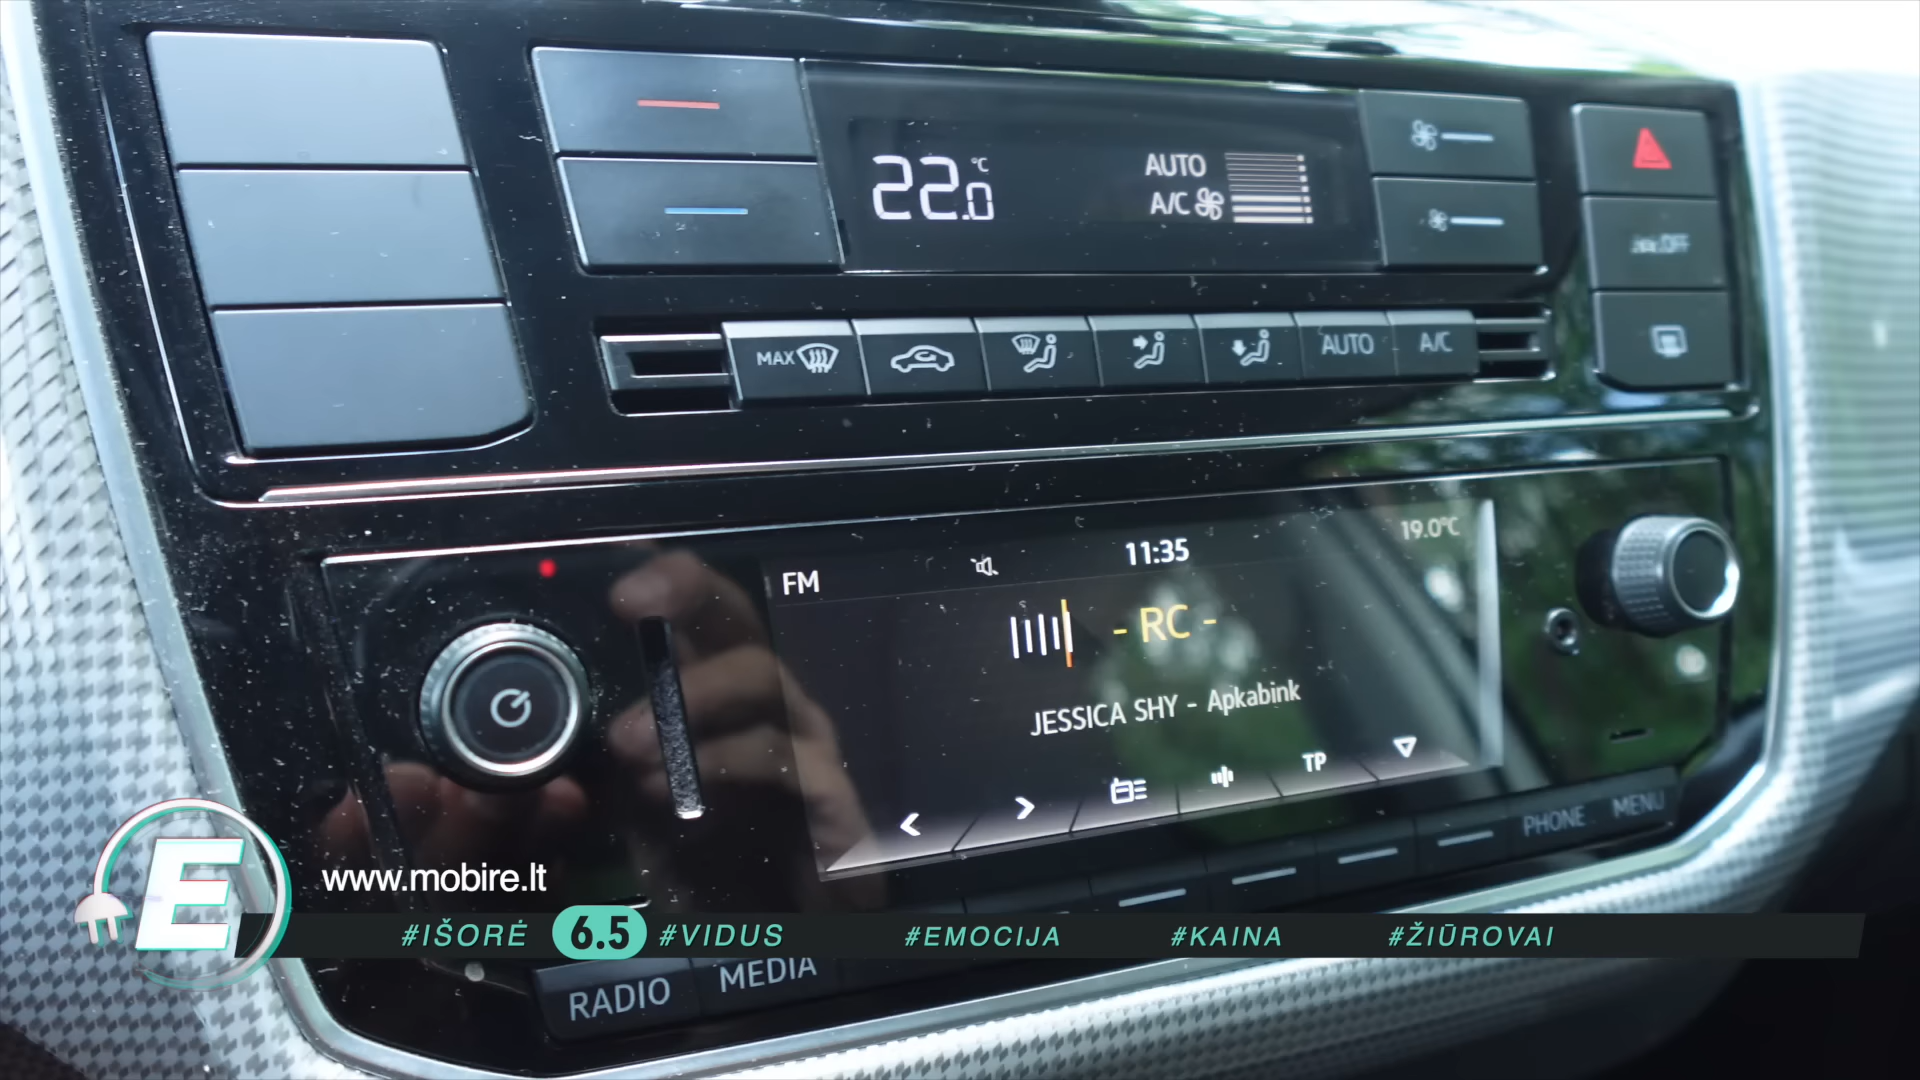 22.0 °C
AUTO
A/C
OFF
MAX
AUTO
A/C
FM
11:35
19.0°C
- RC -
JESSICA SHY - Apkabink
< >
TP
PHONE
MENU
RADIO
MEDIA
E
www.mobire.lt
#IŠORĖ 6.5 #VIDUS #EMOCIJA #KAINA #ŽIŪROVAI